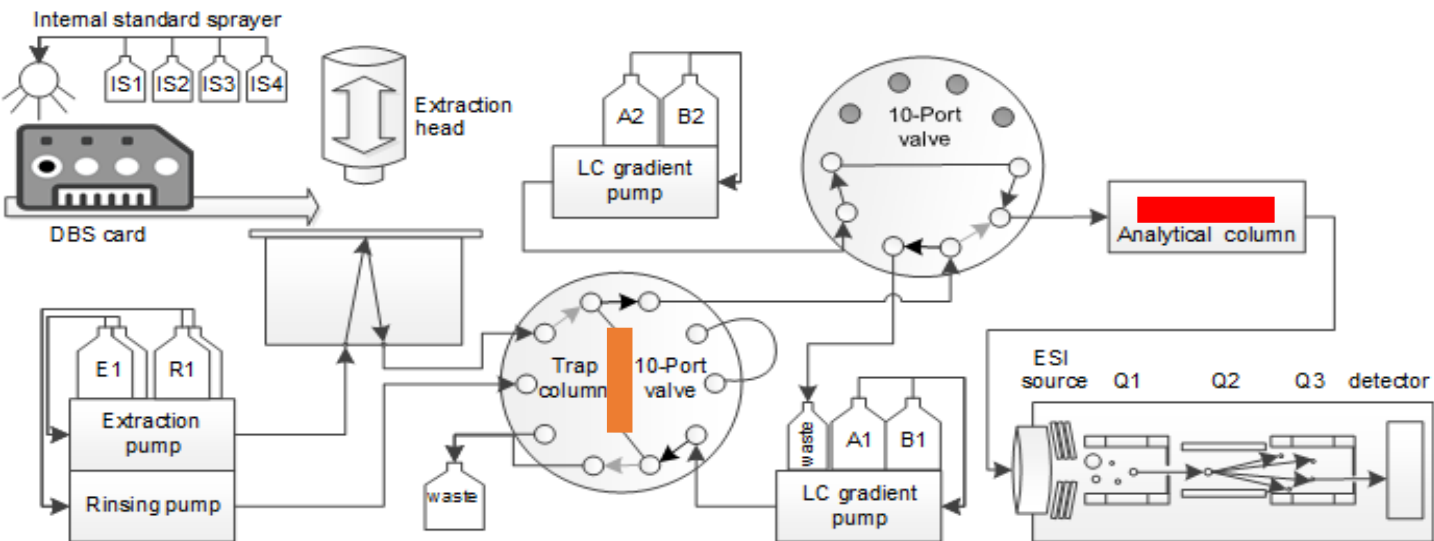 Internal standard sprayer
IS1 IS2 IS3 IS4
Extraction
head
DBS card
A2 B2
LC gradient
pump
10-Port
valve
Analytical column
E1 R1
Extraction
pump
Rinsing pump
Trap
column
10-Port
valve
waste
waste
A1 B1
LC gradient
pump
ESI
source
Q1 Q2 Q3 detector